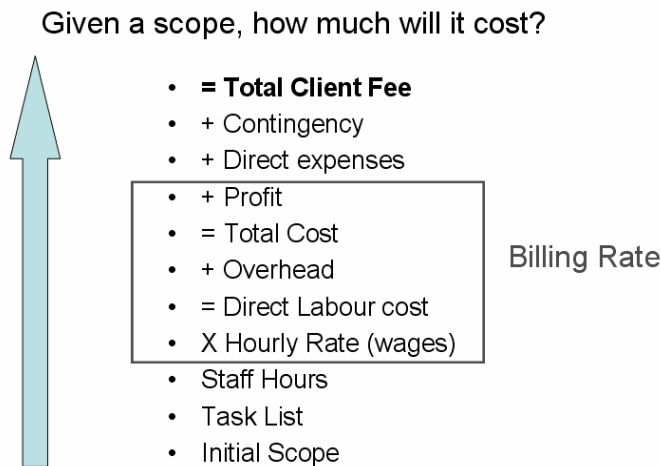 Given a scope, how much will it cost?
• = Total Client Fee
• + Contingency
• + Direct expenses
• + Profit
• = Total Cost
• + Overhead
• = Direct Labour cost
• X Hourly Rate (wages)
• Staff Hours
• Task List
• Initial Scope
Billing Rate